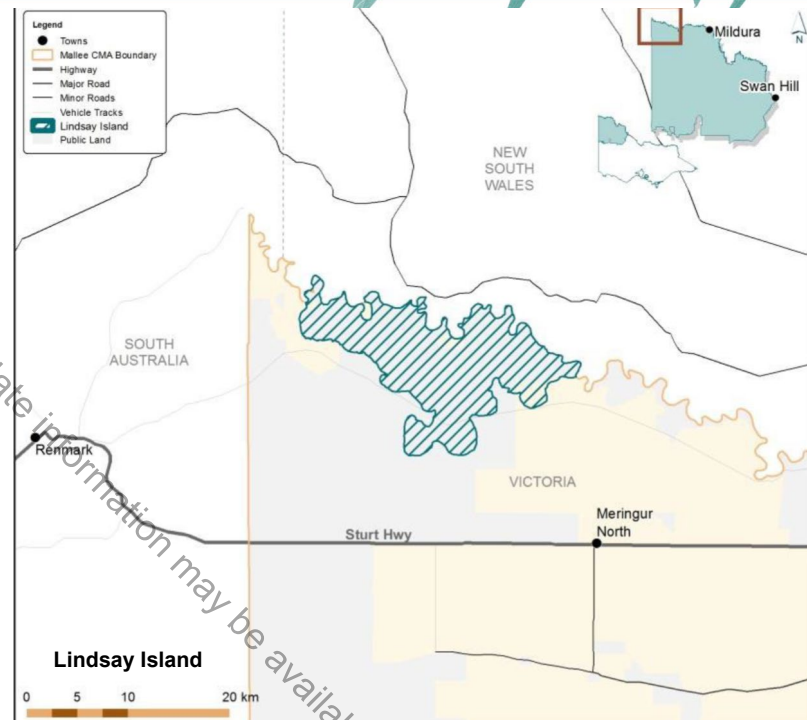 Legend
Towns
Mallee CMA Boundary
Highway
Major Road
Minor Roads
Vehicle Tracks
Lindsay Island
Public Land
Mildura
N
Swan Hill
NEW
SOUTH
WALES
SOUTH
AUSTRALIA
Renmark
VICTORIA
Meringur
North
Sturt Hwy
Lindsay Island
0 5 10 20 km
information may be